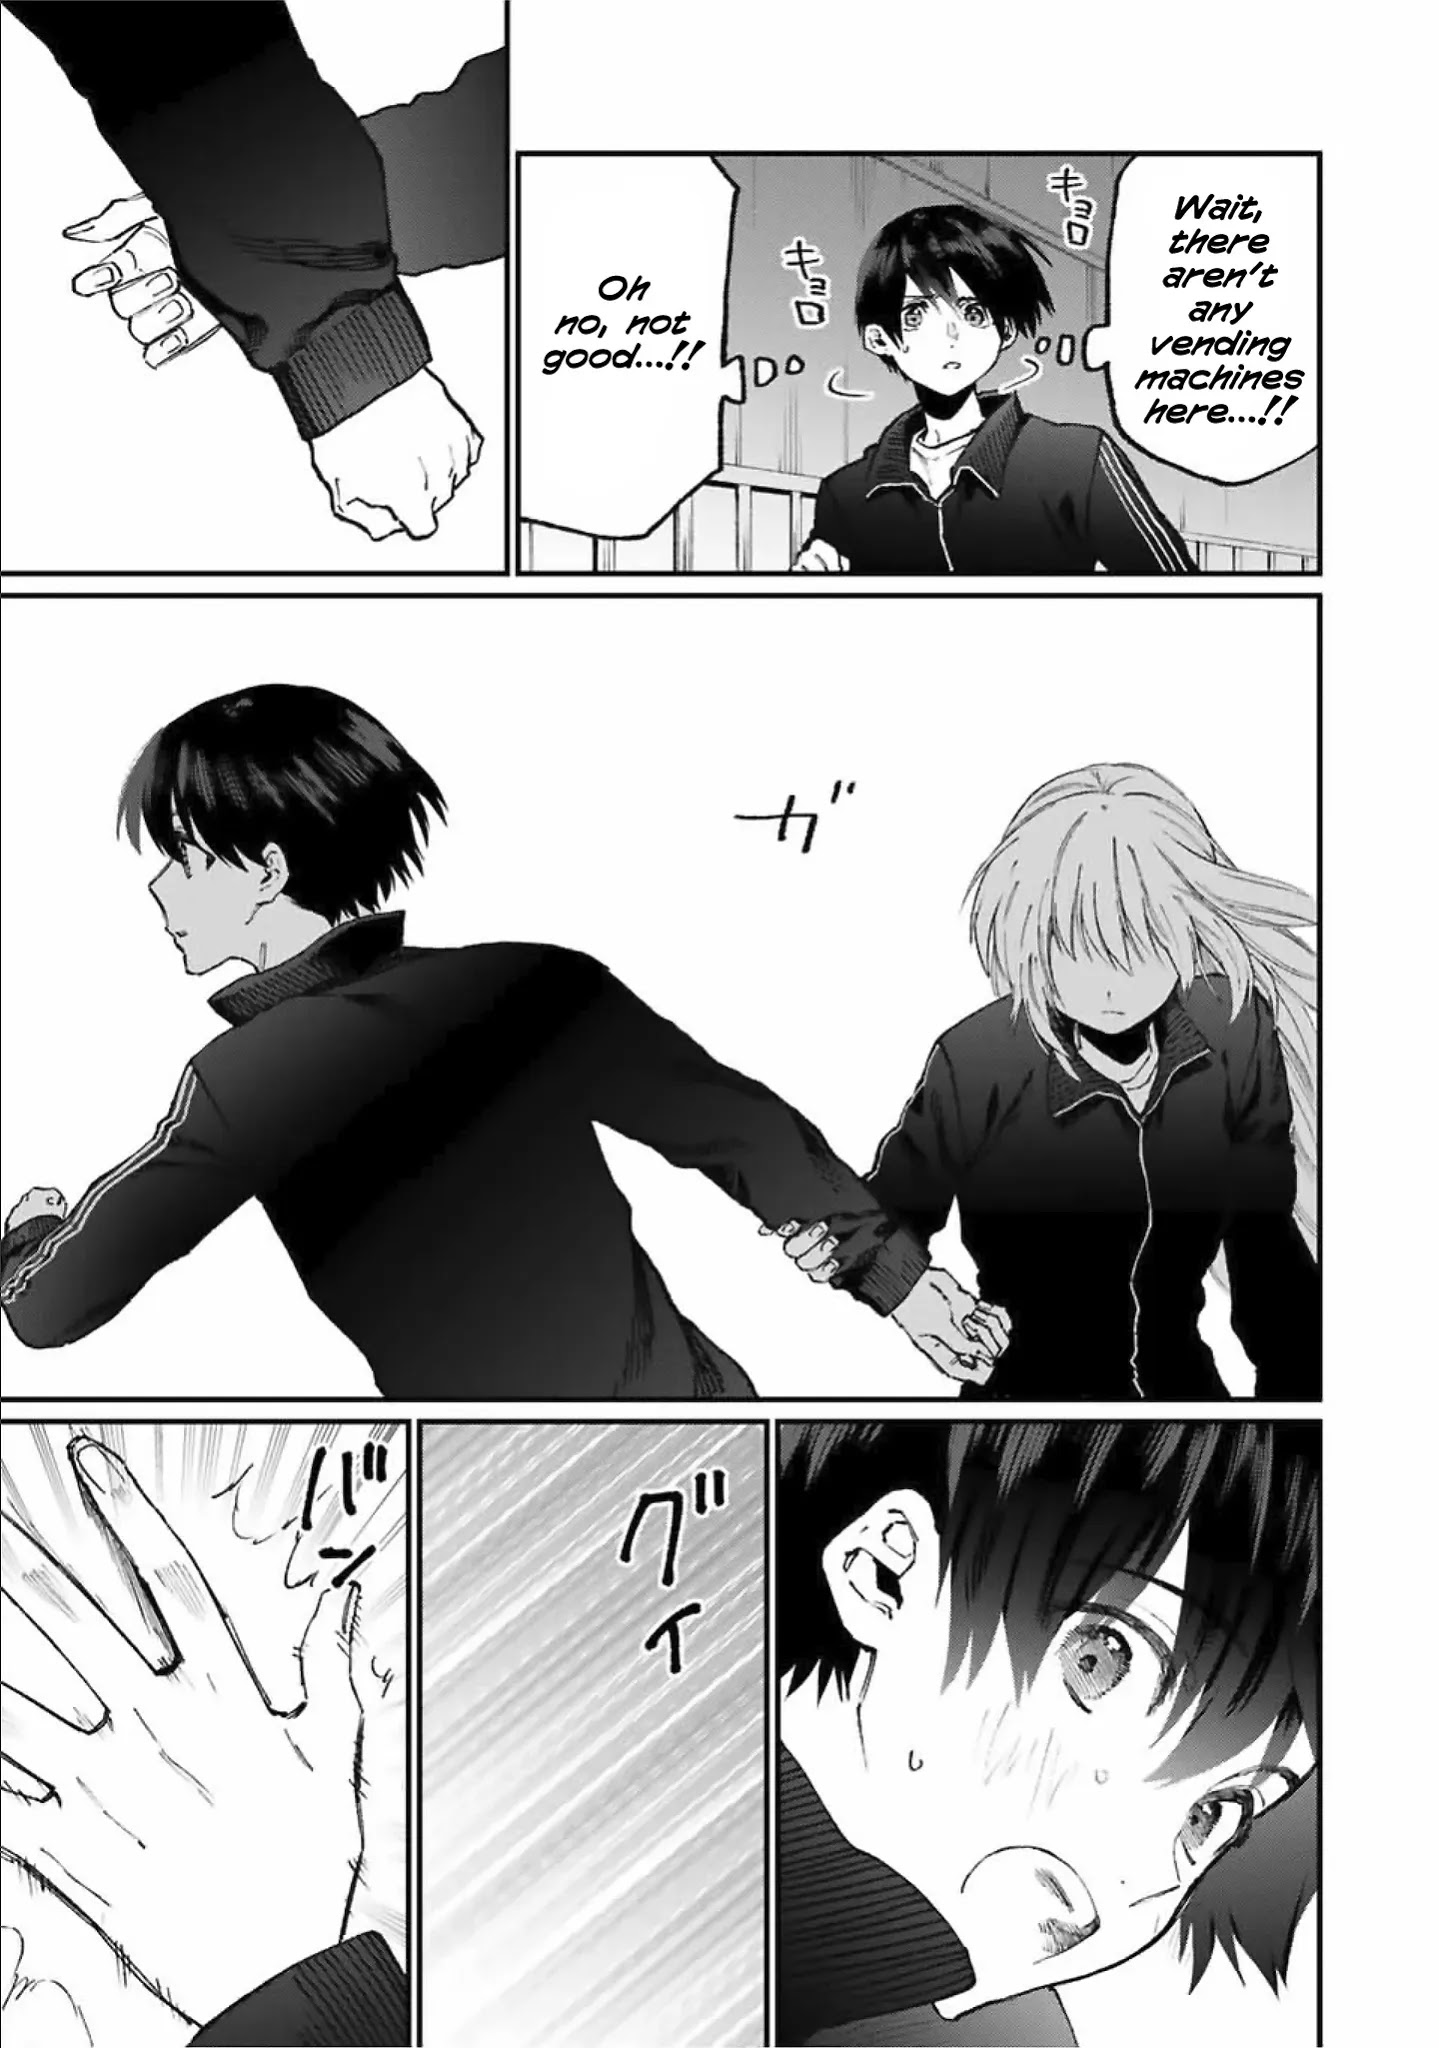 Wait,
there
aren't
any
vending
machines
here...!!
キョロ
キョロ
Oh
no, not
good...!!
ガ
グイ
バン